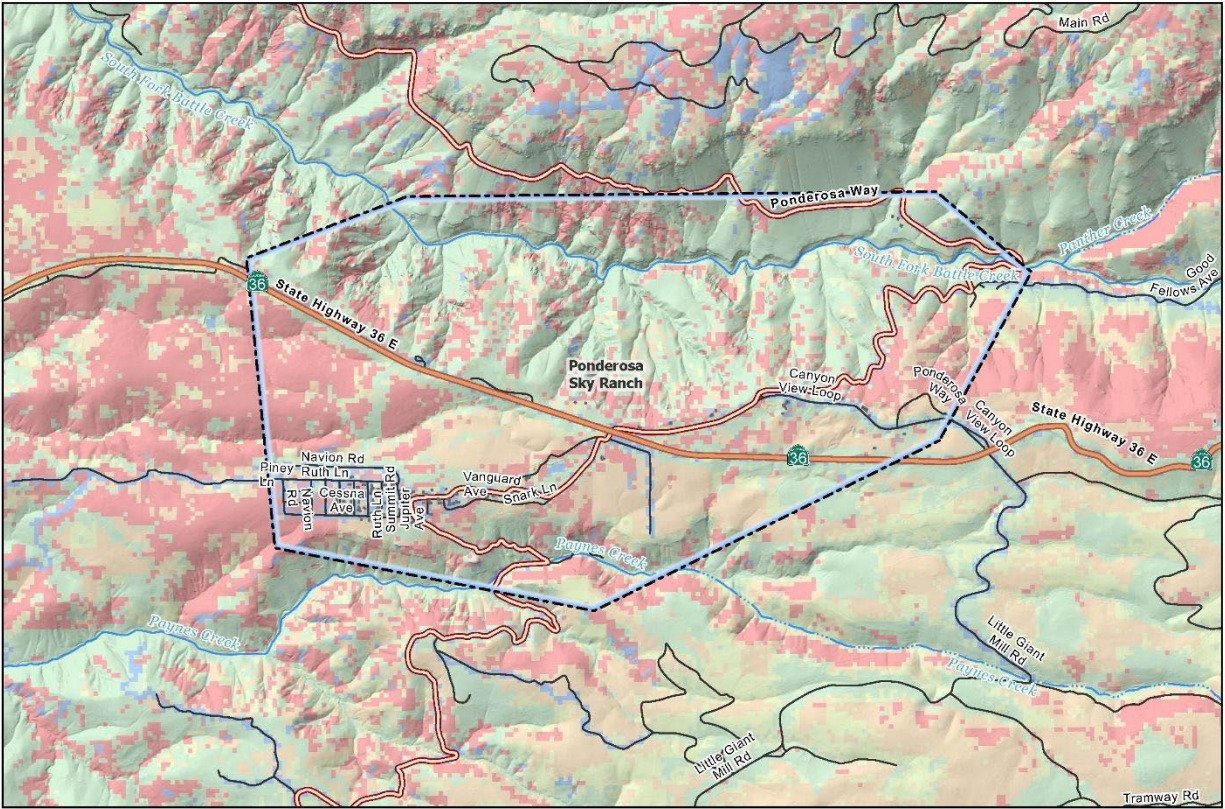 Main Rd
South Fork Battle Creek
Ponderosa Way
Panther Creek
South Fork Battle Creek
Good
Fellows Ave
36
State Highway 36 E
Ponderosa
Sky Ranch
Canyon
View Loop
Ponderosa
Way
Canyon
View Loop
State Highway 36 E
36
36
Navion Rd
Piney
Ln
Ruth Ln
Navion
Rd
Cessna
Ave
Ruth Ln
Summit Rd
Jupiter
Ave
Vanguard
Ave
Snark Ln
Paynes Creek
Paynes Creek
Little Giant
Mill Rd
Paynes Creek
Little Giant
Mill Rd
Tramway Rd